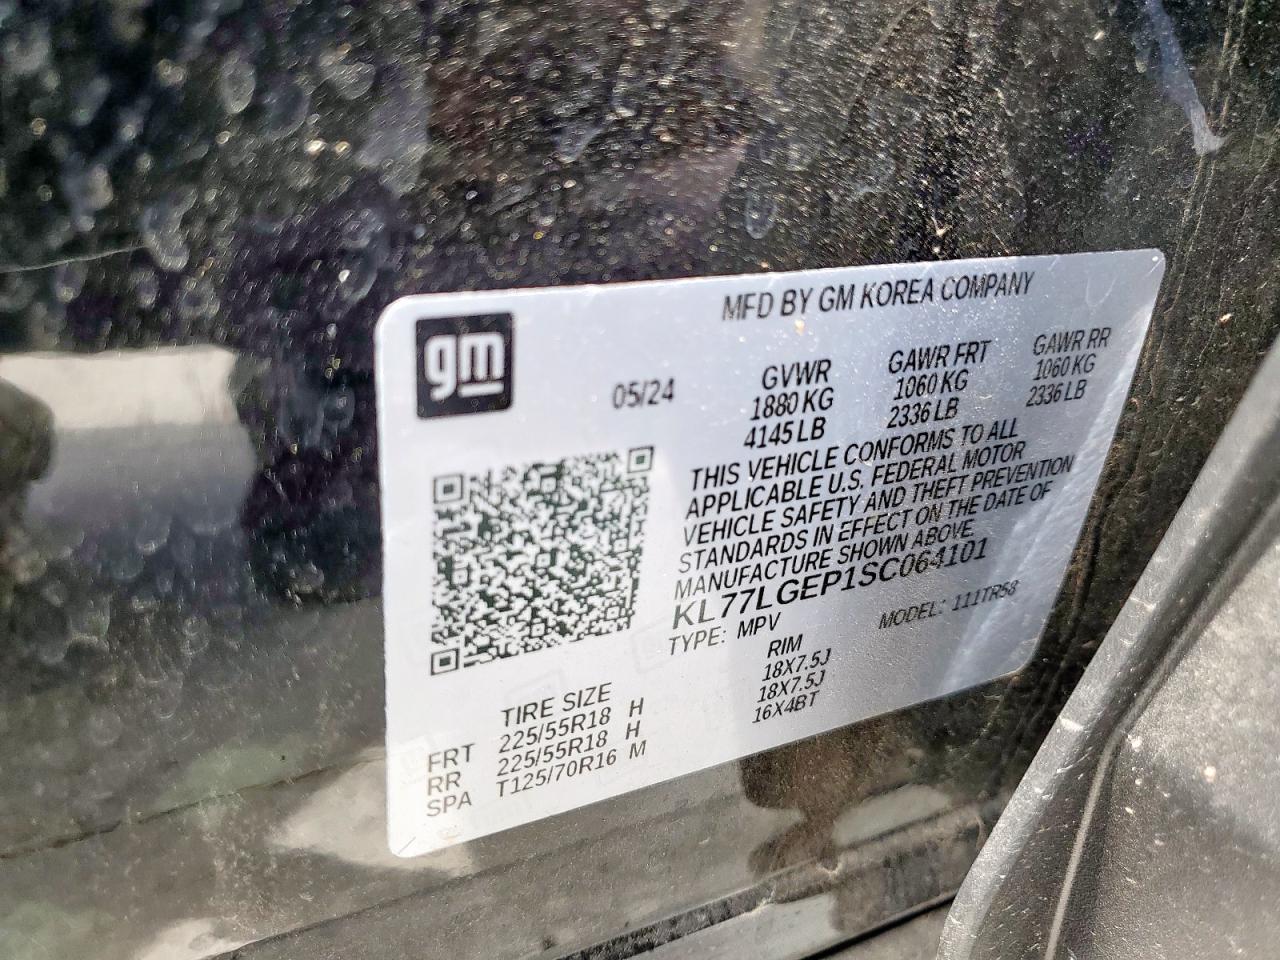 MFD BY GM KOREA COMPANY
gm
05/24
GVWR GAWR FRT GAWR RR
1880 KG 1060 KG 1060 KG
4145 LB 2336 LB 2336 LB
THIS VEHICLE CONFORMS TO ALL
APPLICABLE U.S. FEDERAL MOTOR
VEHICLE SAFETY AND THEFT PREVENTION
STANDARDS IN EFFECT ON THE DATE OF
MANUFACTURE SHOWN ABOVE
KL77LGEP1SC064101
TYPE: MPV MODEL: 111TR58
TIRE SIZE RIM
FRT 225/55R18 H 18X7.5J
RR 225/55R18 H 18X7.5J
SPA T125/70R16 M 16X4BT